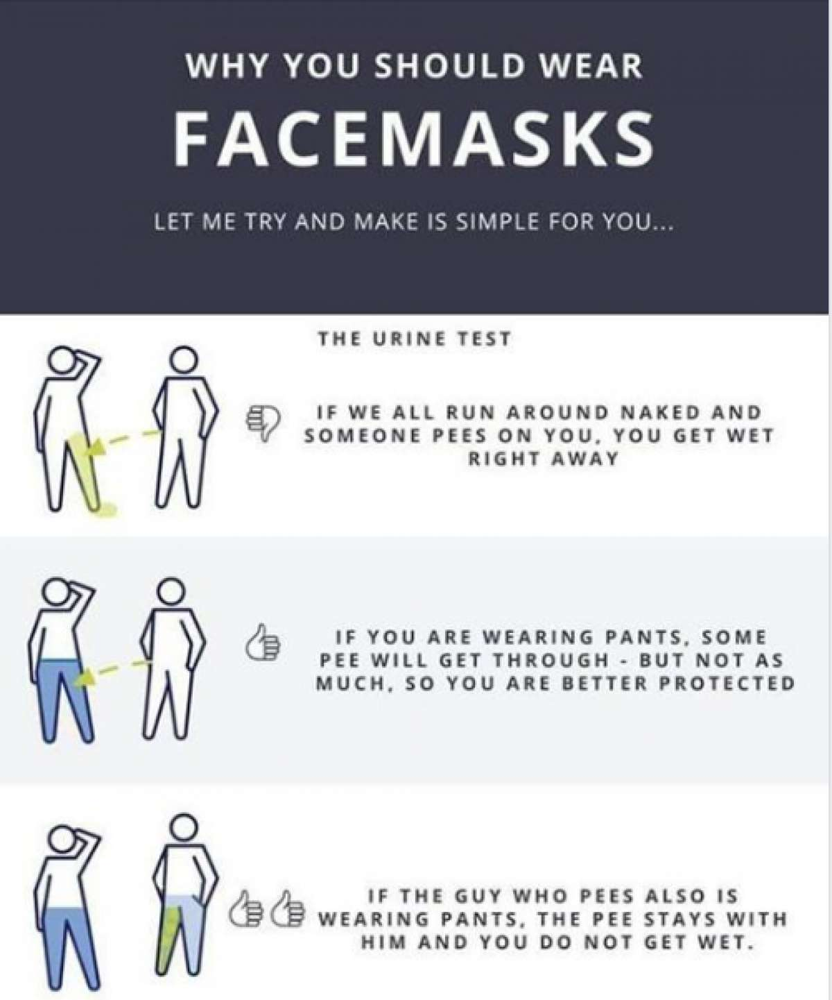 WHY YOU SHOULD WEAR
FACEMASKS
LET ME TRY AND MAKE IS SIMPLE FOR YOU...
THE URINE TEST
IF WE ALL RUN AROUND NAKED AND
SOMEONE PEES ON YOU, YOU GET WET
RIGHT AWAY
IF YOU ARE WEARING PANTS, SOME
PEE WILL GET THROUGH - BUT NOT AS
MUCH, SO YOU ARE BETTER PROTECTED
IF THE GUY WHO PEES ALSO IS
WEARING PANTS, THE PEE STAYS WITH
HIM AND YOU DO NOT GET WET.